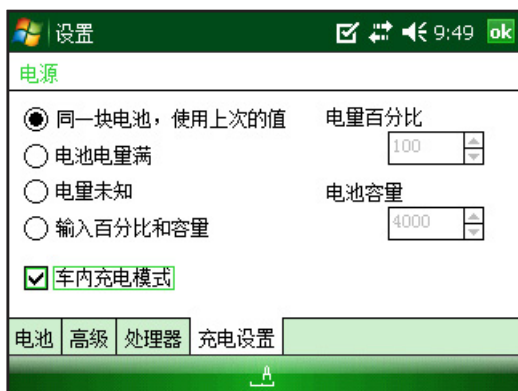 设置 9:49 ok
电源
同一块电池，使用上次的值
电池电量满
电量未知
输入百分比和容量
电量百分比
100
电池容量
4000
车内充电模式
电池 高级 处理器 充电设置
A